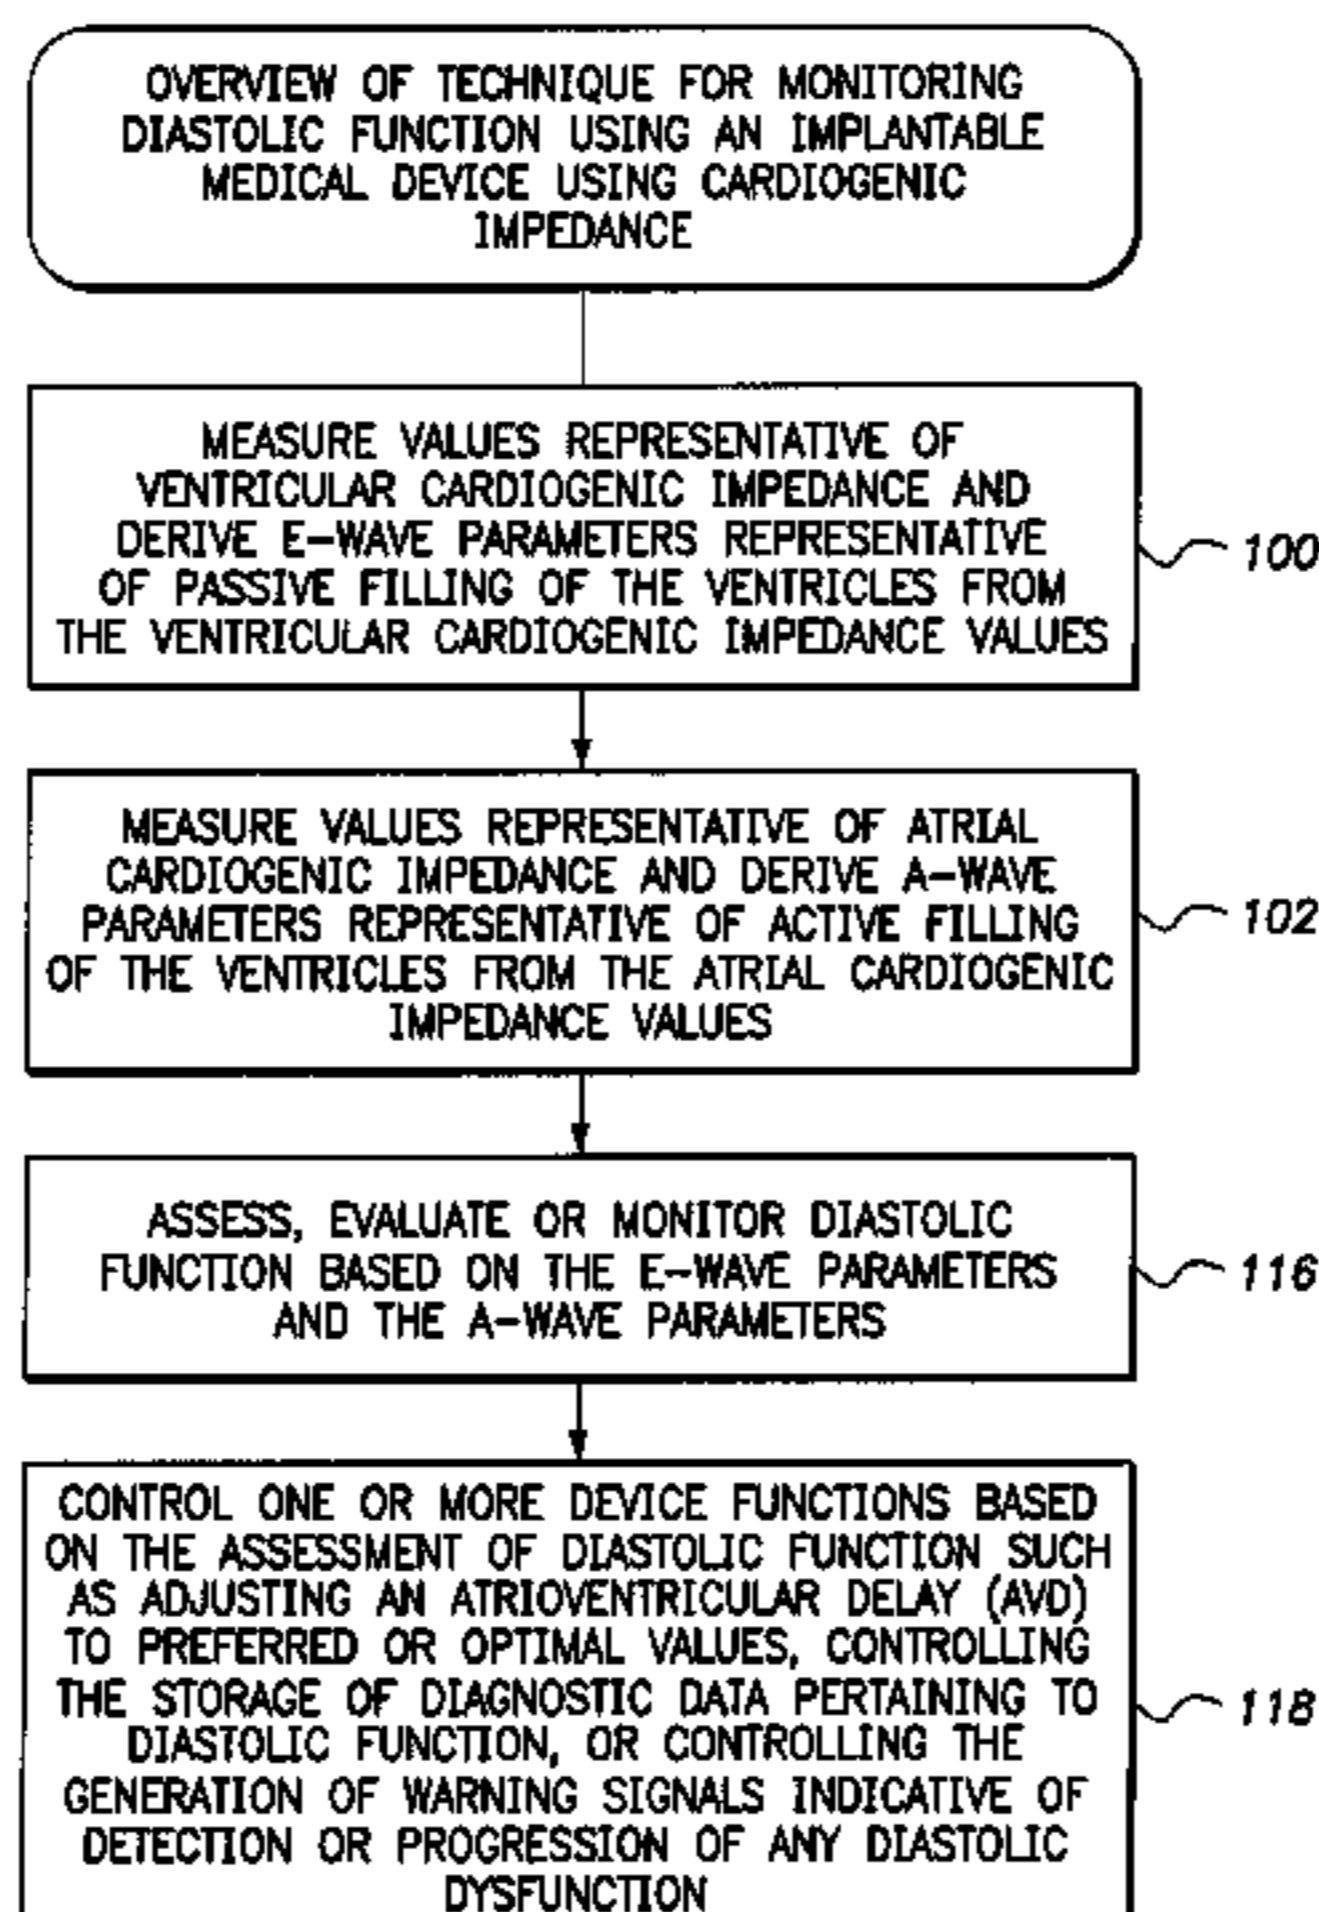 OVERVIEW OF TECHNIQUE FOR MONITORING
DIASTOLIC FUNCTION USING AN IMPLANTABLE
MEDICAL DEVICE USING CARDIOGENIC
IMPEDANCE
MEASURE VALUES REPRESENTATIVE OF
VENTRICULAR CARDIOGENIC IMPEDANCE AND
DERIVE E-WAVE PARAMETERS REPRESENTATIVE
OF PASSIVE FILLING OF THE VENTRICLES FROM
THE VENTRICULAR CARDIOGENIC IMPEDANCE VALUES
100
MEASURE VALUES REPRESENTATIVE OF ATRIAL
CARDIOGENIC IMPEDANCE AND DERIVE A-WAVE
PARAMETERS REPRESENTATIVE OF ACTIVE FILLING
OF THE VENTRICLES FROM THE ATRIAL CARDIOGENIC
IMPEDANCE VALUES
102
ASSESS, EVALUATE OR MONITOR DIASTOLIC
FUNCTION BASED ON THE E-WAVE PARAMETERS
AND THE A-WAVE PARAMETERS
116
CONTROL ONE OR MORE DEVICE FUNCTIONS BASED
ON THE ASSESSMENT OF DIASTOLIC FUNCTION SUCH
AS ADJUSTING AN ATRIOVENTRICULAR DELAY (AVD)
TO PREFERRED OR OPTIMAL VALUES, CONTROLLING
THE STORAGE OF DIAGNOSTIC DATA PERTAINING TO
DIASTOLIC FUNCTION, OR CONTROLLING THE
GENERATION OF WARNING SIGNALS INDICATIVE OF
DETECTION OR PROGRESSION OF ANY DIASTOLIC
DYSFUNCTION
118